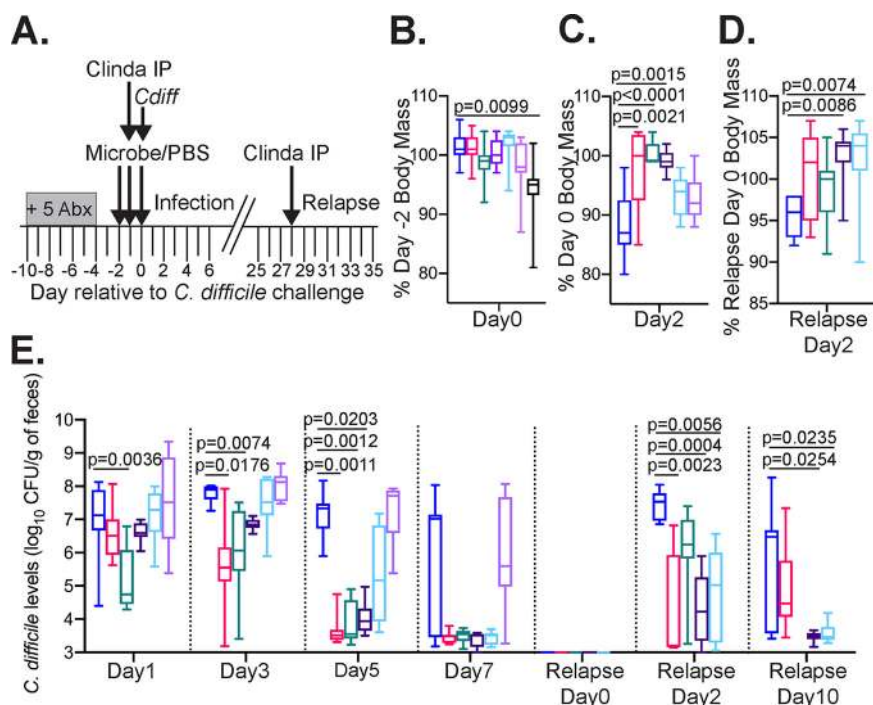 A.
Clinda IP
Cdiff
Microbe/PBS
Clinda IP
+ 5 Abx
Infection
Relapse
-10 -8 -6 -4 -2 0 2 4 6 25 27 29 31 33 35
Day relative to C. difficile challenge
B.
% Day -2 Body Mass
p=0.0099
100
90
80
Day0
C.
% Day 0 Body Mass
p=0.0015
p<0.0001
p=0.0021
100
90
80
Day2
D.
% Relapse Day 0 Body Mass
p=0.0074
p=0.0086
110
105
100
95
90
85
Relapse
Day2
E.
C. difficile levels (log10 CFU/g of feces)
10
9
8
7
6
5
4
3
p=0.0036
p=0.0074
p=0.0176
p=0.0203
p=0.0012
p=0.0011
p=0.0056
p=0.0004
p=0.0023
p=0.0235
p=0.0254
Day1 Day3 Day5 Day7 Relapse Relapse Relapse
Day0 Day2 Day10